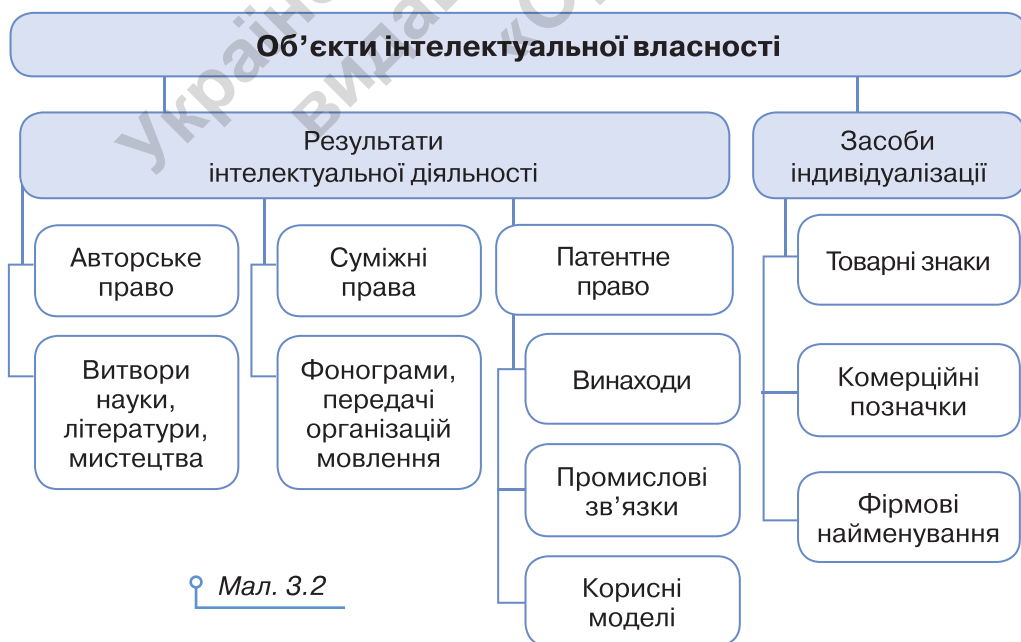 Об’єкти інтелектуальної власності
Результати
інтелектуальної діяльності
Засоби
індивідуалізації
Авторське
право
Суміжні
права
Патентне
право
Товарні знаки
Витвори
науки,
літератури,
мистецтва
Фонограми,
передачі
організацій
мовлення
Винаходи
Комерційні
позначки
Промислові
зв’язки
Фірмові
найменування
Корисні
моделі
Мал. 3.2